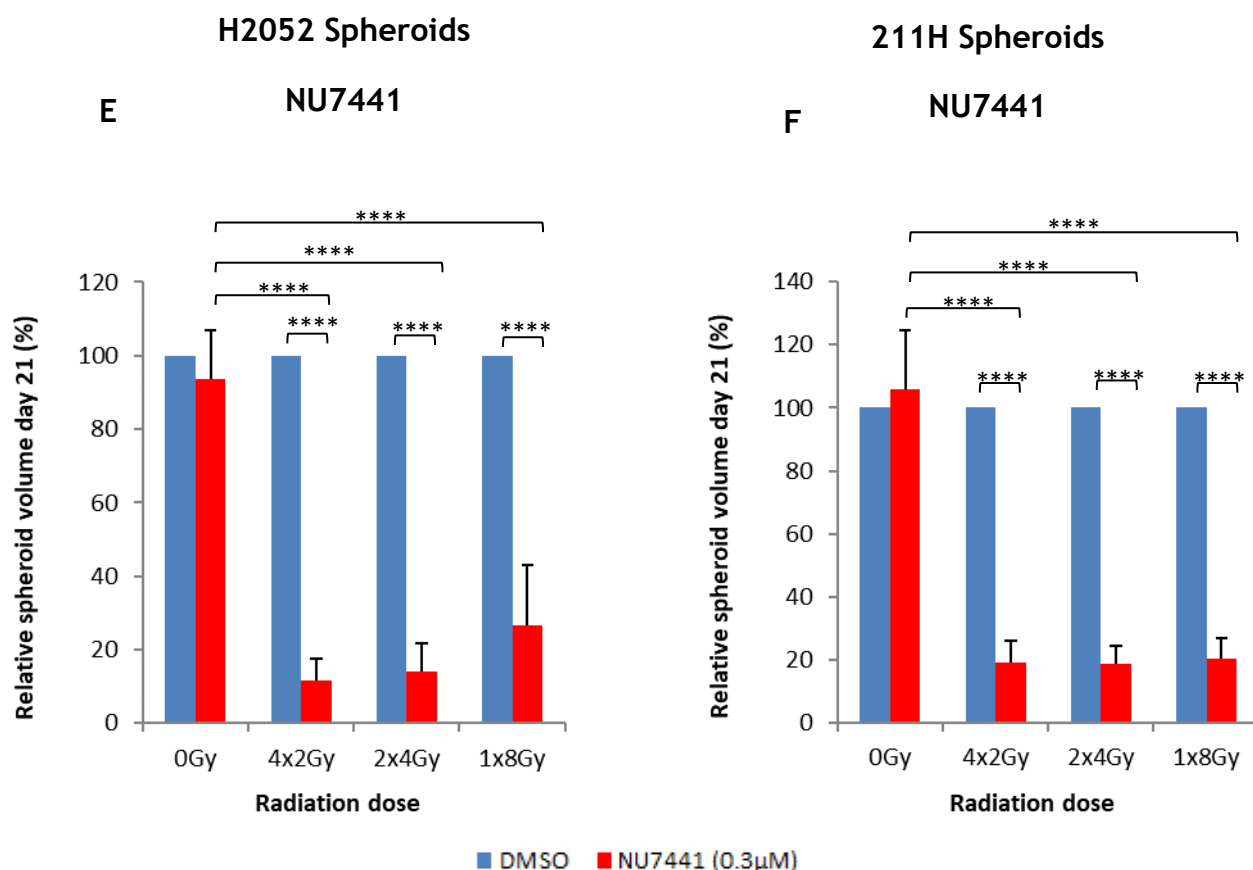 H2052 Spheroids
NU7441
E
****
****
****
**** **** ****
Relative spheroid volume day 21 (%)
120
100
80
60
40
20
0
0Gy 4x2Gy 2x4Gy 1x8Gy
Radiation dose
211H Spheroids
NU7441
F
****
****
****
**** **** ****
Relative spheroid volume day 21 (%)
140
120
100
80
60
40
20
0
0Gy 4x2Gy 2x4Gy 1x8Gy
Radiation dose
DMSO NU7441 (0.3µM)